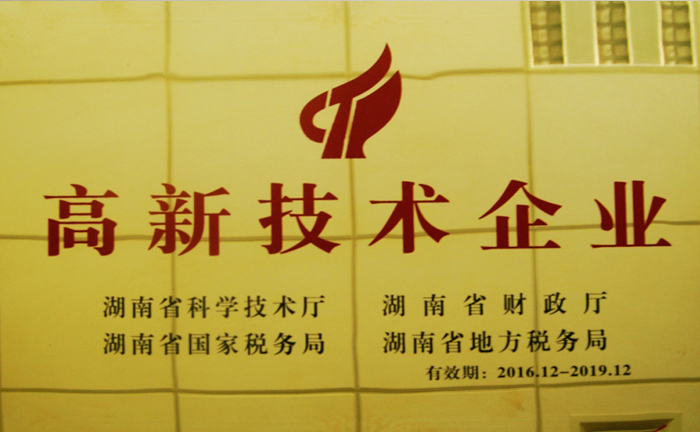 高新技术企业
湖南省科学技术厅 湖南省财政厅
湖南省国家税务局 湖南省地方税务局
有效期：2016.12-2019.12